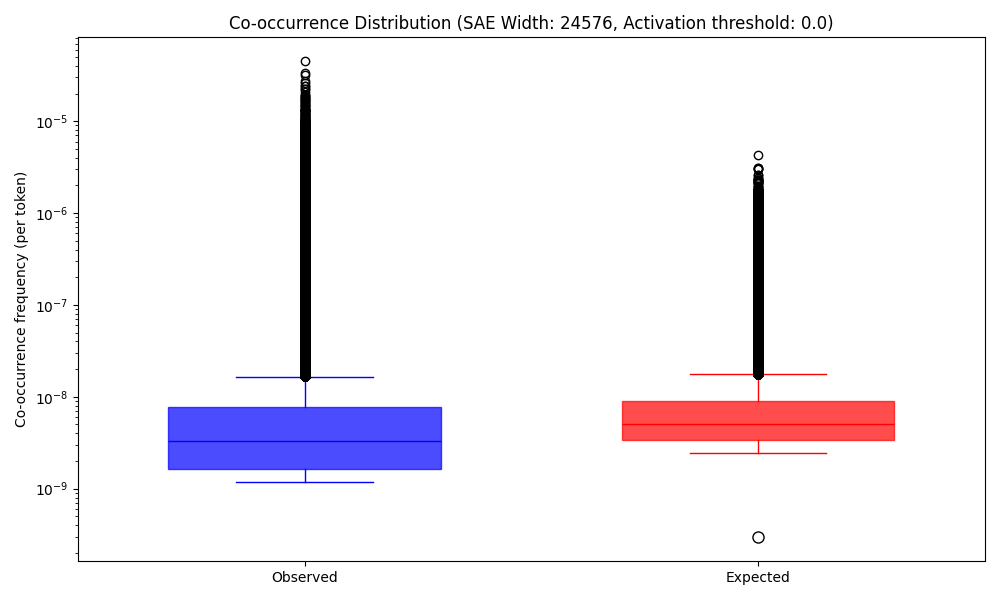 Co-occurrence Distribution (SAE Width: 24576, Activation threshold: 0.0)
Co-occurrence frequency (per token)
10⁻⁵
10⁻⁶
10⁻⁷
10⁻⁸
10⁻⁹
Observed
Expected